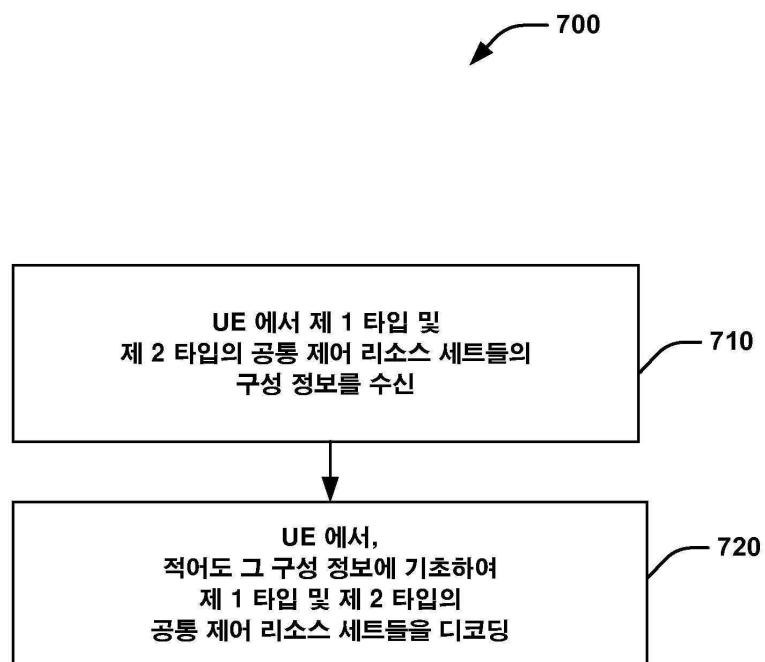 700
UE 에서 제 1 타입 및
제 2 타입의 공통 제어 리소스 세트들의
구성 정보를 수신
710
UE 에서,
적어도 그 구성 정보에 기초하여
제 1 타입 및 제 2 타입의
공통 제어 리소스 세트들을 디코딩
720